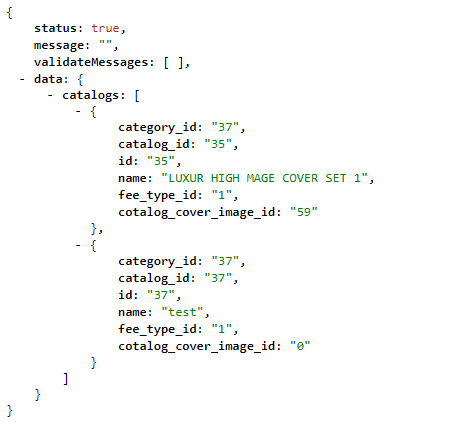 {
status: true,
message: "",
validateMessages: [ ],
- data: {
- catalogs: [
- {
category_id: "37",
catalog_id: "35",
id: "35",
name: "LUXUR HIGH MAGE COVER SET 1",
fee_type_id: "1",
cotalog_cover_image_id: "59"
},
- {
category_id: "37",
catalog_id: "37",
id: "37",
name: "test",
fee_type_id: "1",
cotalog_cover_image_id: "0"
}
]
}
}